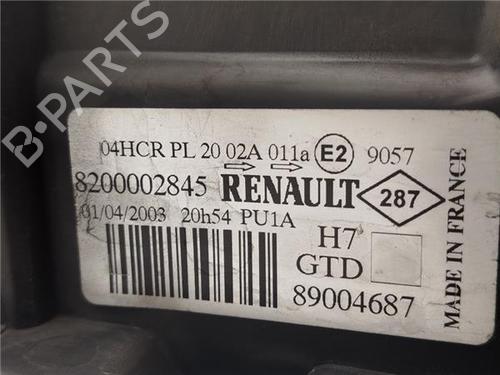 B-PARTS
04HCR PL 20 02A 011a E2 9057
8200002845 RENAULT 287
01/04/2003 20h54 PU1A
H7
GTD
89004687
MADE IN FRANCE
B-PARTS